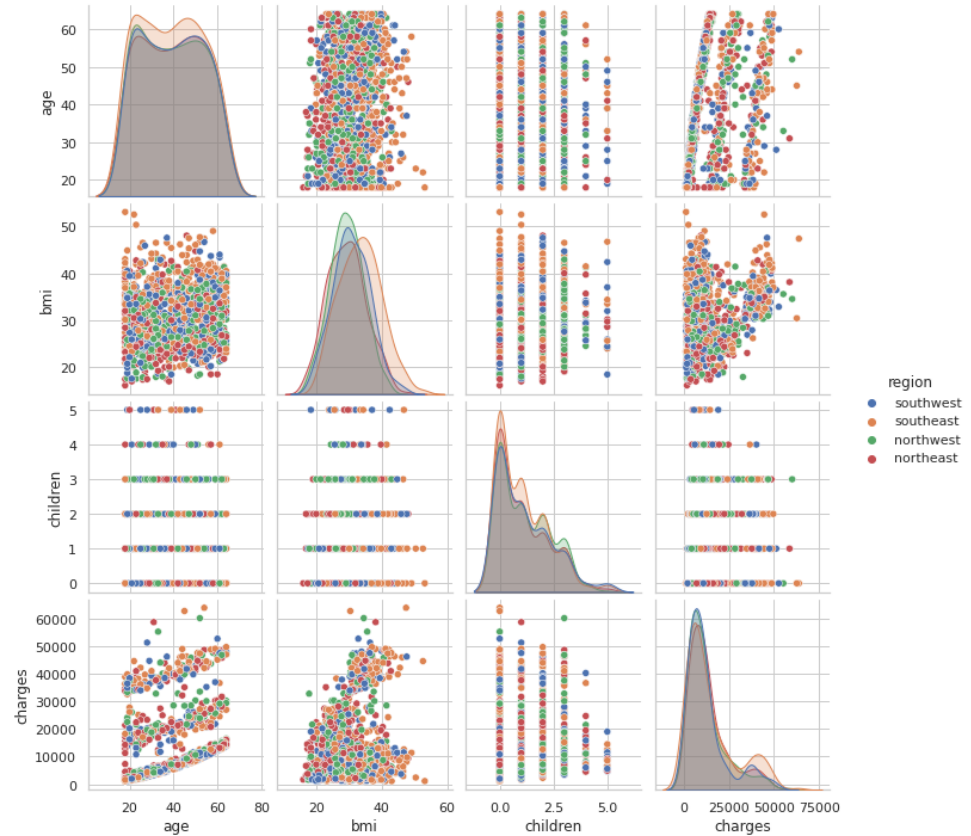 60
50
40
30
20
age
50
40
30
20
bmi
5
4
3
2
1
0
children
60000
50000
40000
30000
20000
10000
0
charges
20 40 60 80
20 40 60
0.0 2.5 5.0
0 25000 50000 75000
age
bmi
children
charges
region
southwest
southeast
northwest
northeast